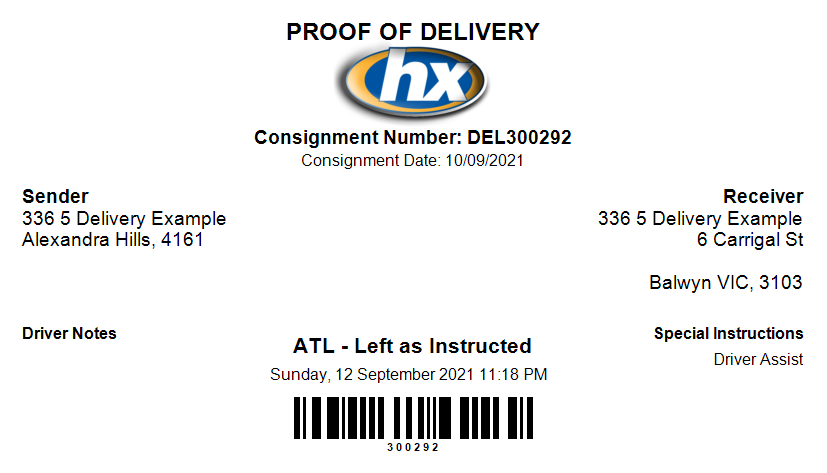 PROOF OF DELIVERY
hx
Consignment Number: DEL300292
Consignment Date: 10/09/2021
Sender
336 5 Delivery Example
Alexandra Hills, 4161
Receiver
336 5 Delivery Example
6 Carrigal St
Balwyn VIC, 3103
Driver Notes
ATL - Left as Instructed
Sunday, 12 September 2021 11:18 PM
Special Instructions
Driver Assist
300292